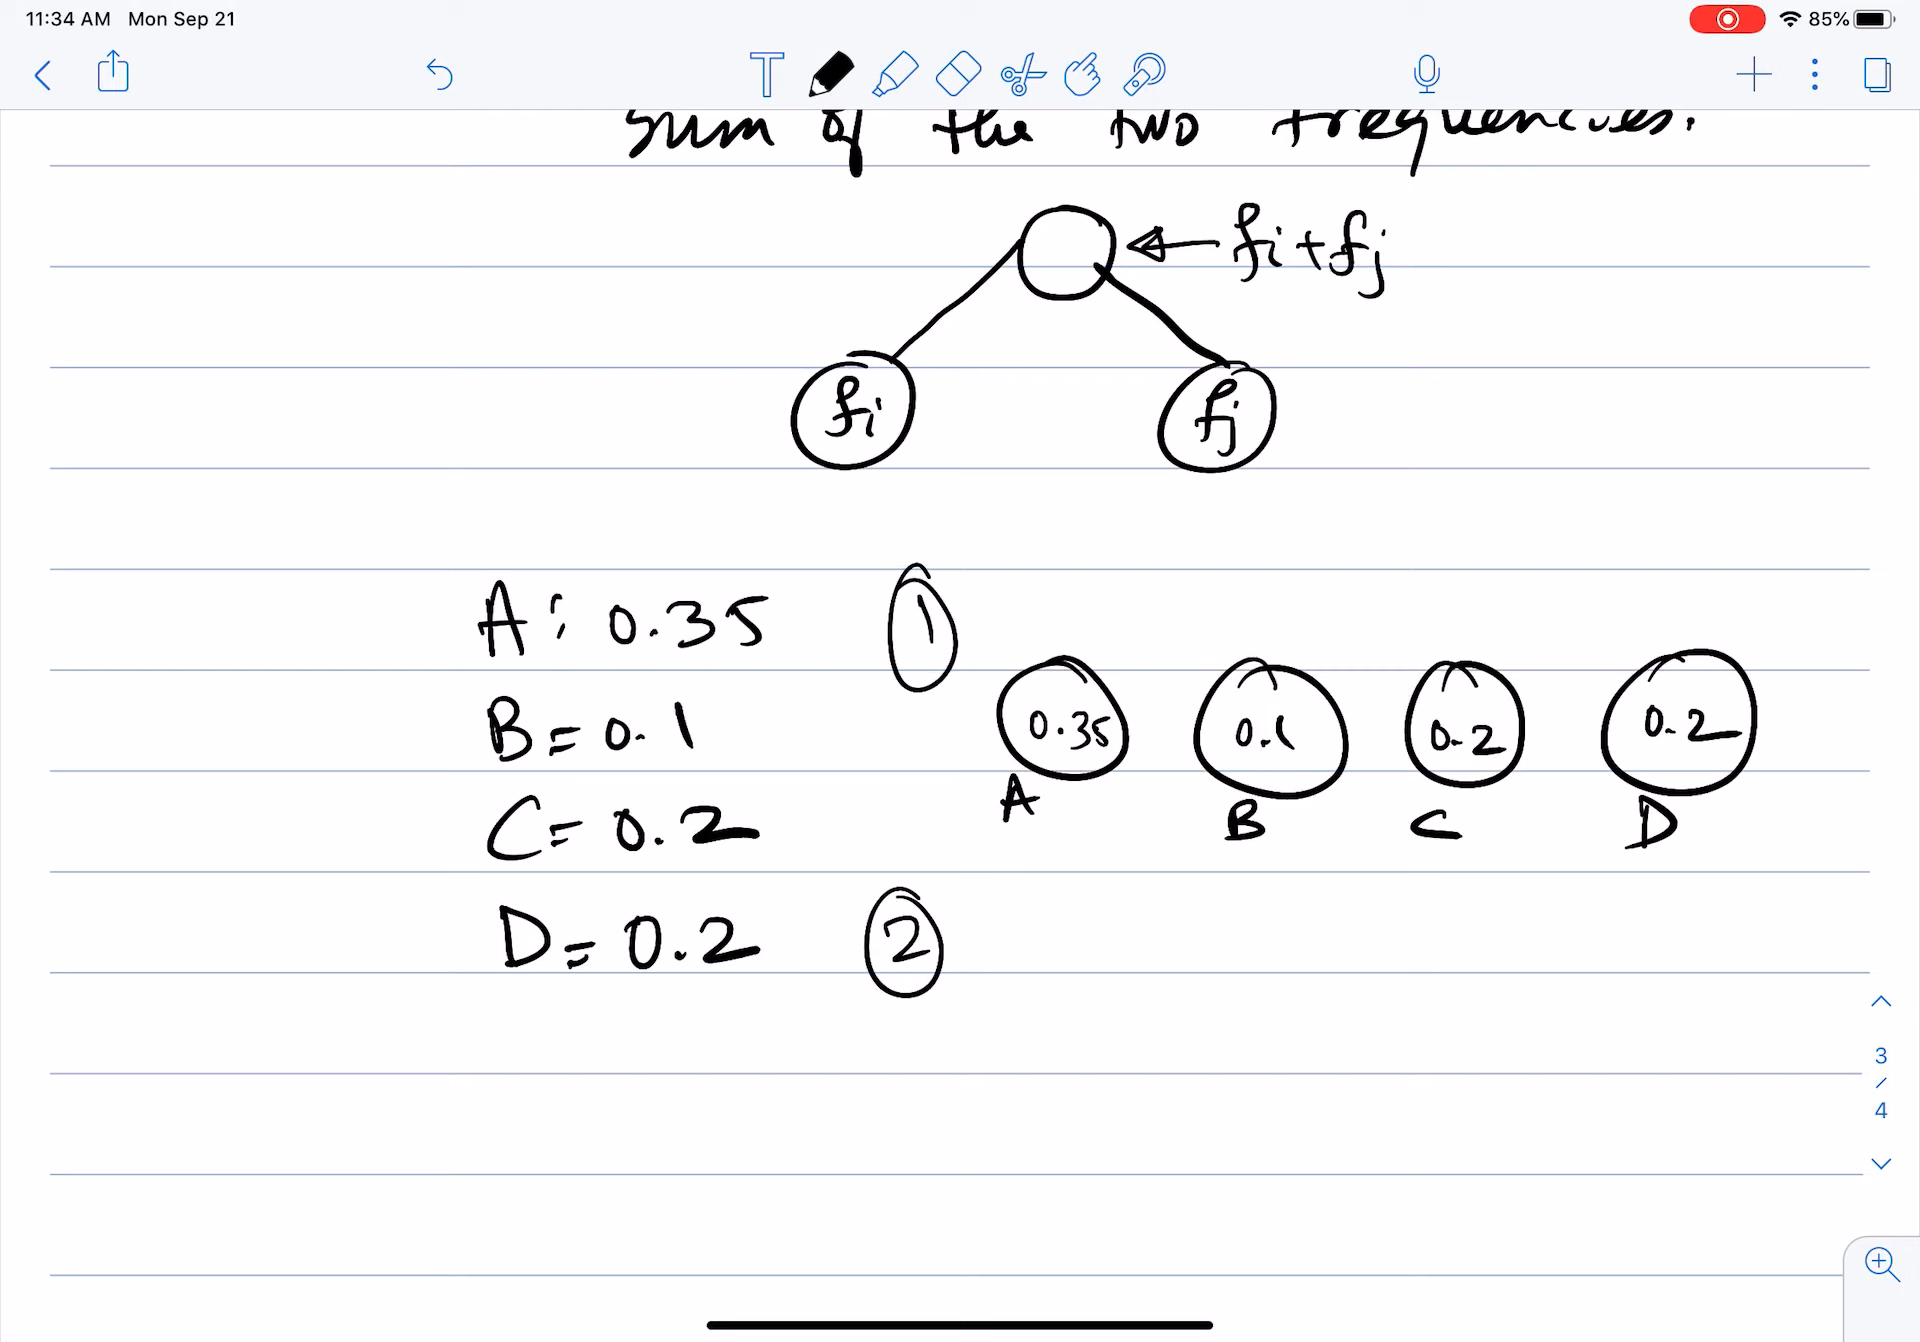 11:34 AM Mon Sep 21
85%
T
sum of the two frequencies.
fi+fj
fi fj
A: 0.35 1
0.35 0.1 0.2 0.2
B= 0.1
A B C D
C= 0.2
D= 0.2 2
3
/
4